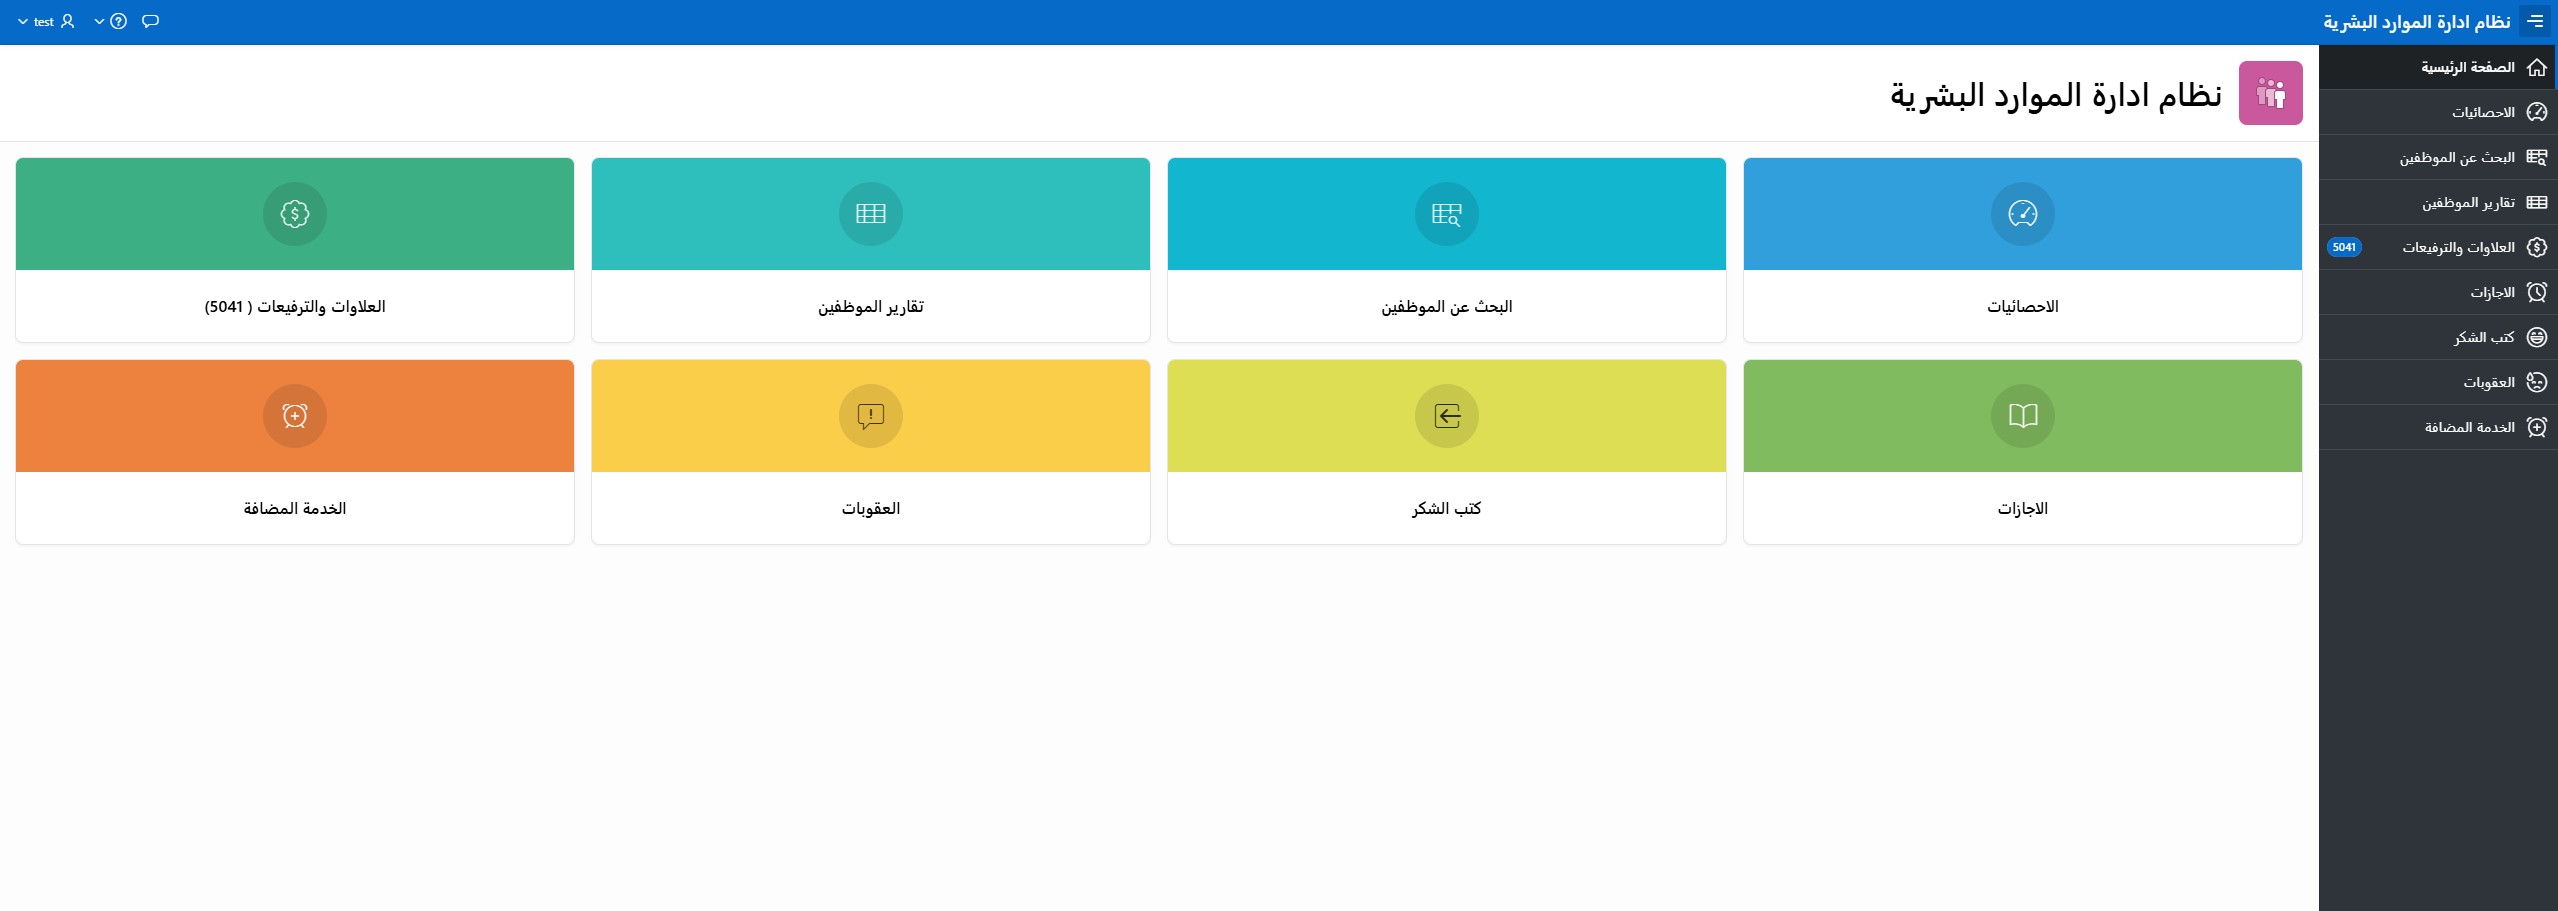 نظام ادارة الموارد البشرية
test
الصفحة الرئيسية
الاحصائيات
البحث عن الموظفين
تقارير الموظفين
العلاوات والترفيعات 5041
الاجازات
كتب الشكر
العقوبات
الخدمة المضافة
نظام ادارة الموارد البشرية
الاحصائيات
البحث عن الموظفين
تقارير الموظفين
العلاوات والترفيعات ( 5041)
الاجازات
كتب الشكر
العقوبات
الخدمة المضافة